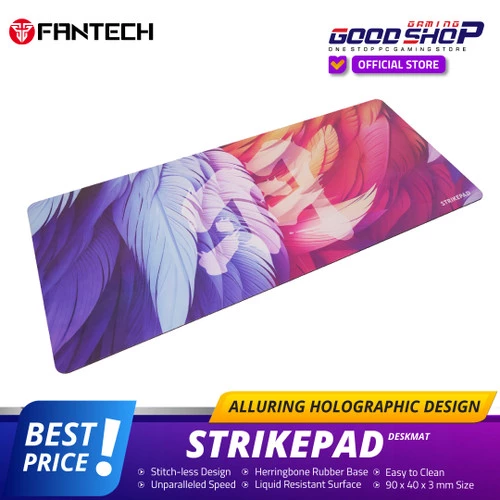 FANTECH
GAMING
GOOD SHOP
ONE STOP PC GAMING STORE
OFFICIAL STORE
STRIKEPAD
ALLURING HOLOGRAPHIC DESIGN
BEST
PRICE!
STRIKEPAD DESKMAT
• Stitch-less Design • Herringbone Rubber Base • Easy to Clean
• Unparalleled Speed • Liquid Resistant Surface • 90 x 40 x 3 mm Size